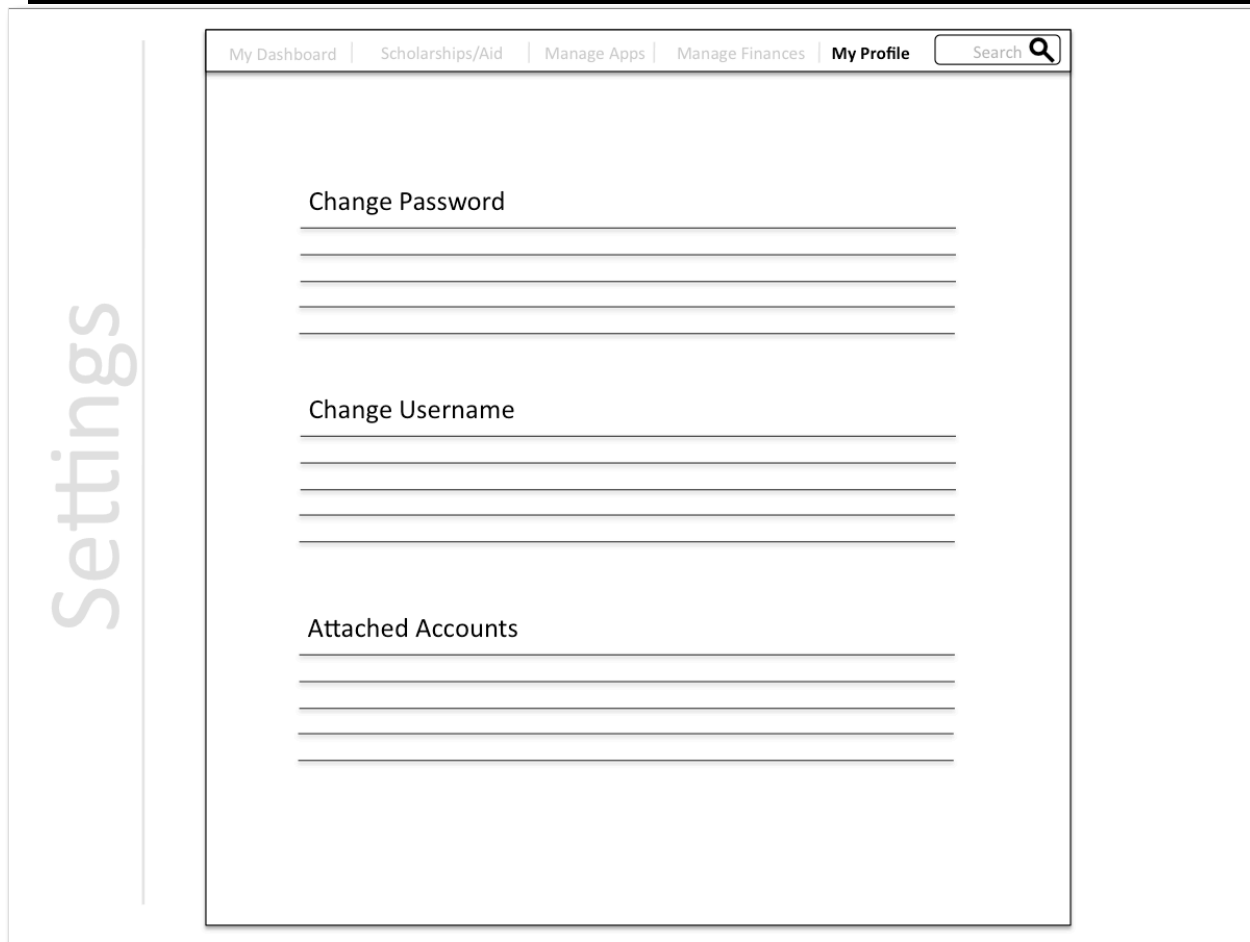 My Dashboard Scholarships/Aid Manage Apps Manage Finances My Profile Search
Settings
Change Password
Change Username
Attached Accounts